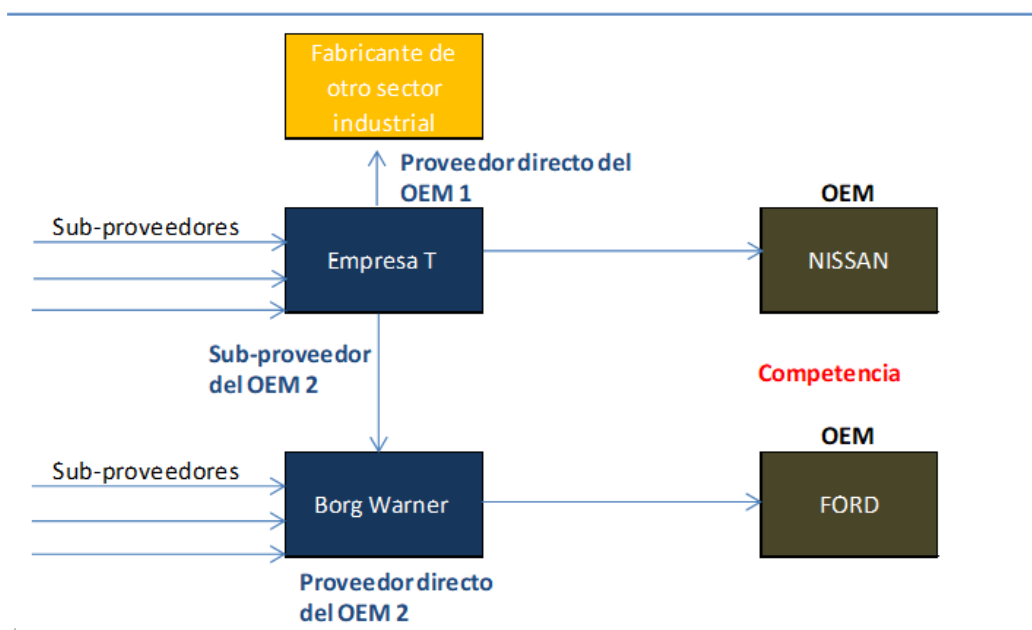 Fabricante de
otro sector
industrial
Proveedor directo del
OEM 1
OEM
Sub-proveedores
Empresa T
NISSAN
Sub-proveedor
del OEM 2
Competencia
OEM
Sub-proveedores
Borg Warner
FORD
Proveedor directo
del OEM 2